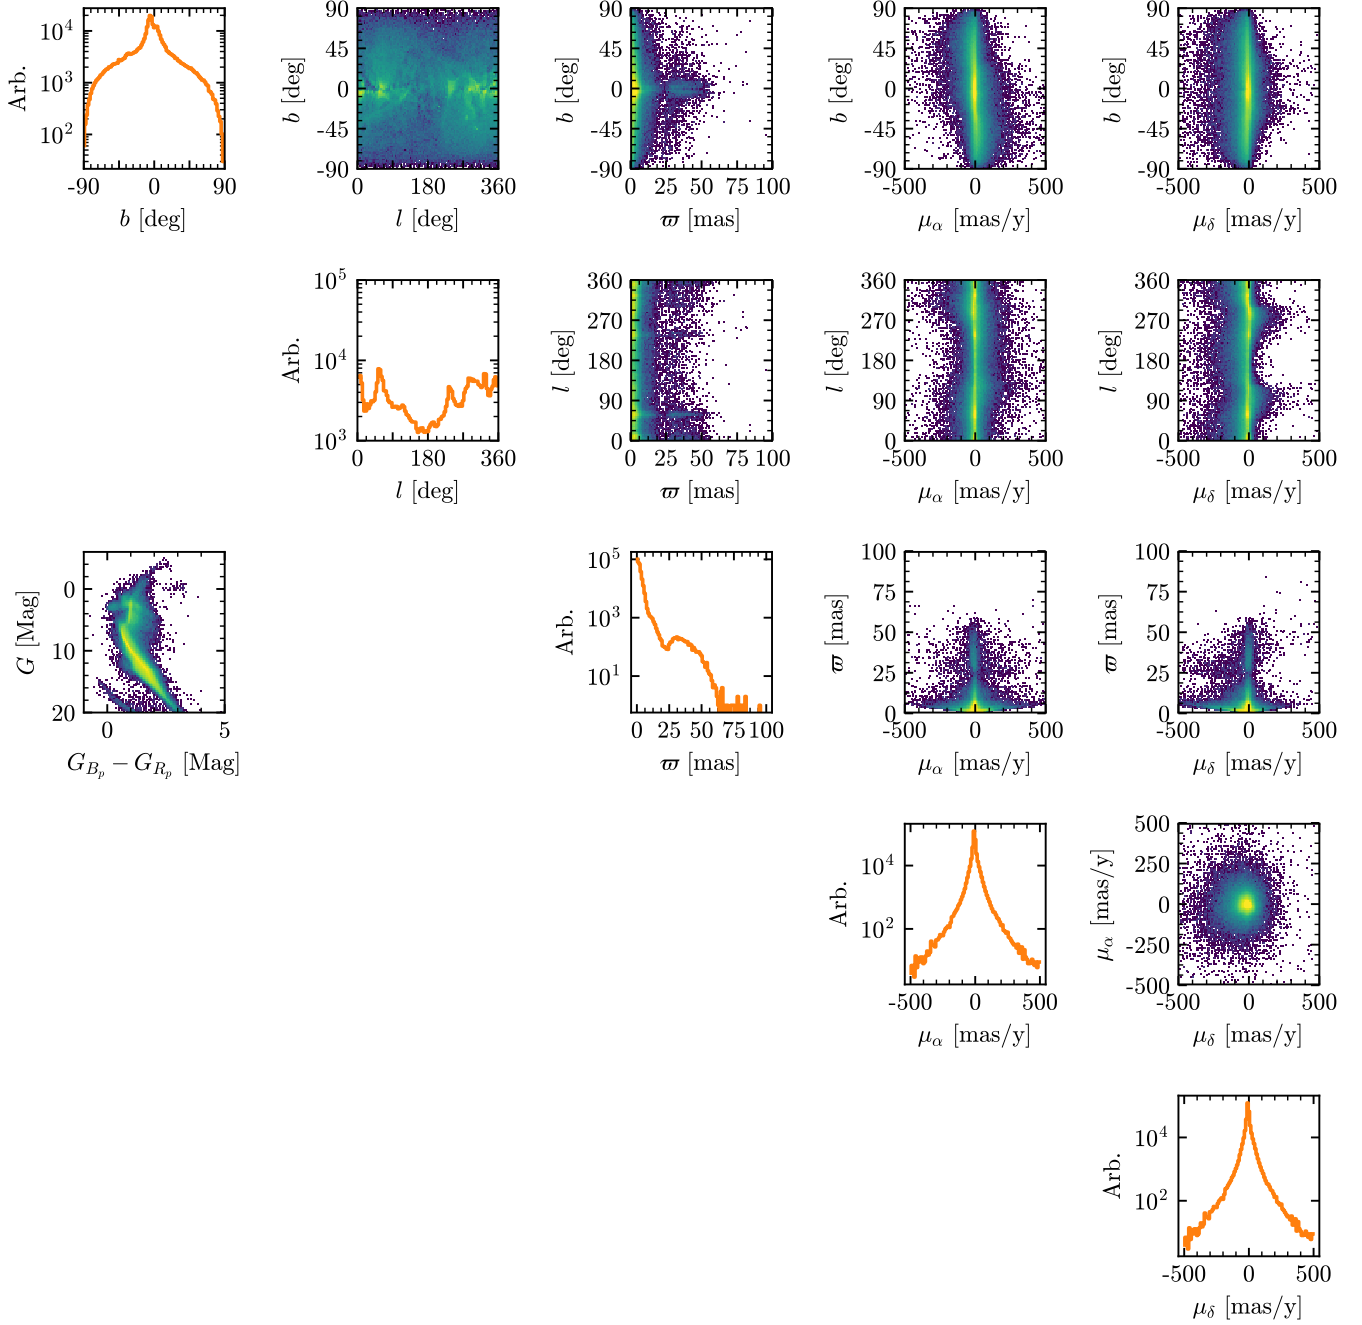 10^4
10^3
10^2
Arb.
-90 0 90
b [deg]
90
45
0
-45
-90
b [deg]
0 180 360
l [deg]
90
45
0
-45
-90
b [deg]
0 25 50 75 100
ϖ [mas]
90
45
0
-45
-90
b [deg]
-500 0 500
μ_α [mas/y]
90
45
0
-45
-90
b [deg]
-500 0 500
μ_δ [mas/y]
10^5
10^4
10^3
Arb.
0 180 360
l [deg]
360
270
180
90
0
l [deg]
0 25 50 75 100
ϖ [mas]
360
270
180
90
0
l [deg]
-500 0 500
μ_α [mas/y]
360
270
180
90
0
l [deg]
-500 0 500
μ_δ [mas/y]
0
10
20
G [Mag]
0 5
G_{B_p} − G_{R_p} [Mag]
10^5
10^3
10^1
Arb.
0 25 50 75 100
ϖ [mas]
100
75
50
25
0
ϖ [mas]
-500 0 500
μ_α [mas/y]
100
75
50
25
0
ϖ [mas]
-500 0 500
μ_δ [mas/y]
10^4
10^2
Arb.
-500 0 500
μ_α [mas/y]
500
250
0
-250
-500
μ_α [mas/y]
-500 0 500
μ_δ [mas/y]
10^4
10^2
Arb.
-500 0 500
μ_δ [mas/y]